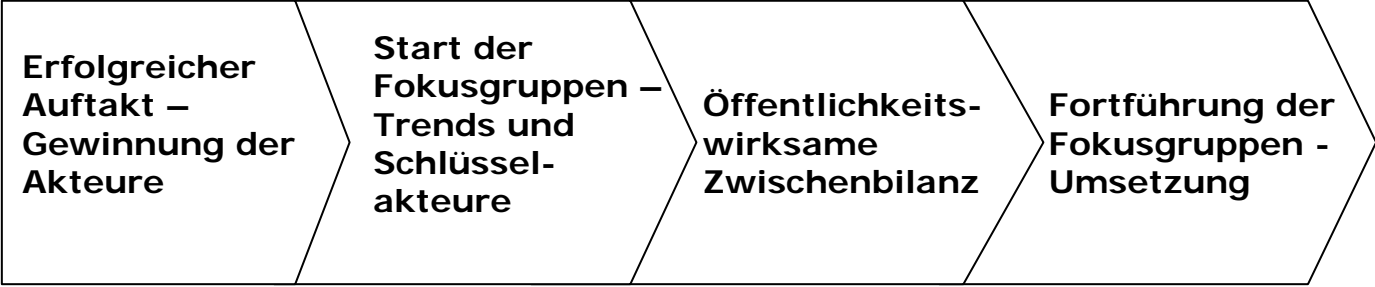 Erfolgreicher
Auftakt –
Gewinnung der
Akteure
Start der
Fokusgruppen –
Trends und
Schlüssel-
akteure
Öffentlichkeits-
wirksame
Zwischenbilanz
Fortführung der
Fokusgruppen -
Umsetzung